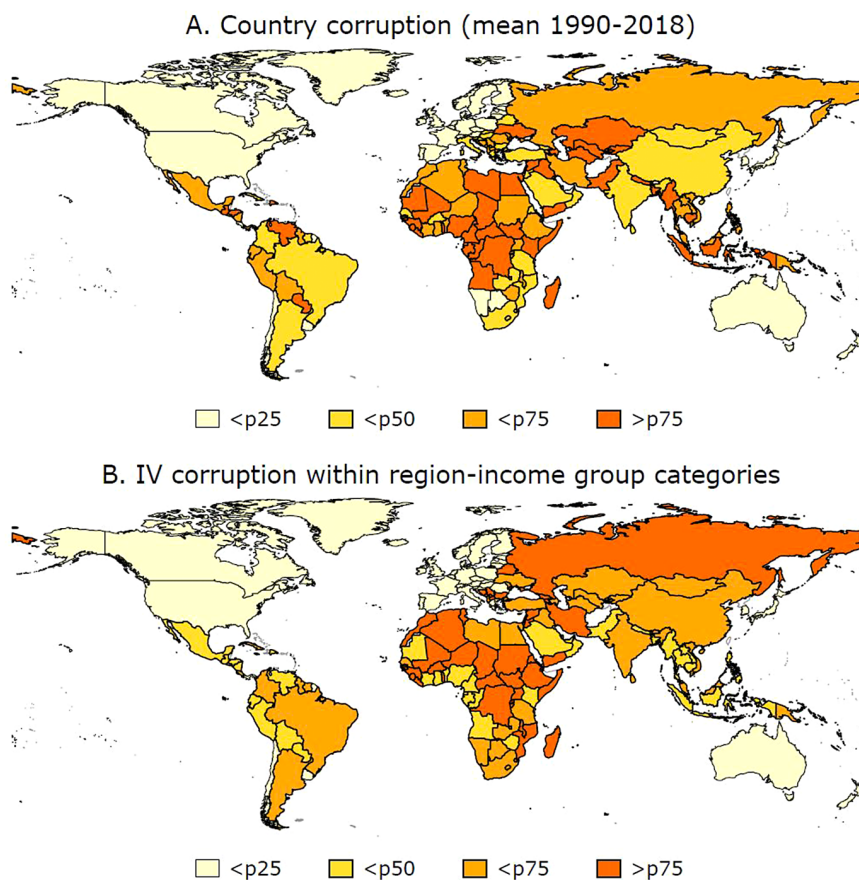 A. Country corruption (mean 1990-2018)
<p25 <p50 <p75 >p75
B. IV corruption within region-income group categories
<p25 <p50 <p75 >p75